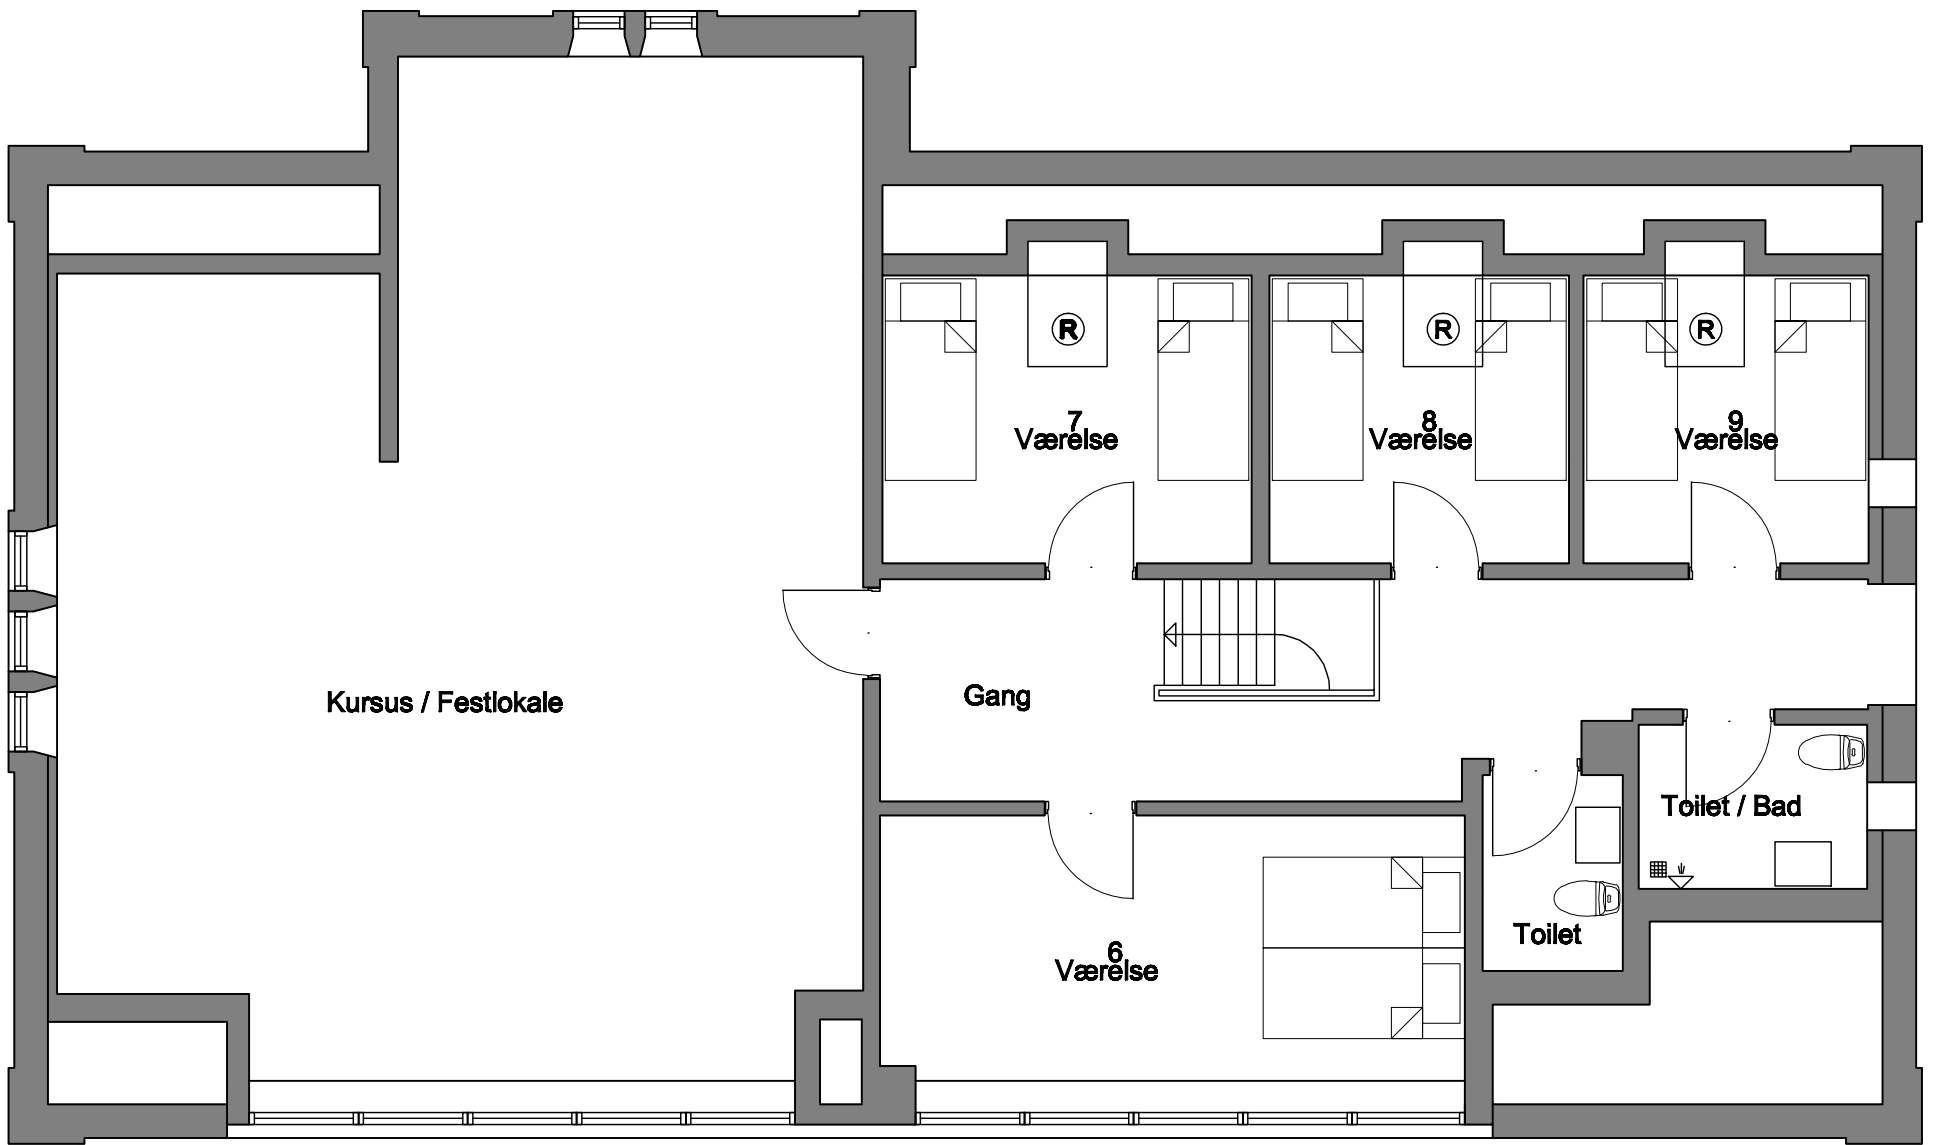 R
R
R
7
Værelse
8
Værelse
9
Værelse
Kursus / Festlokale
Gang
Toilet / Bad
Toilet
6
Værelse